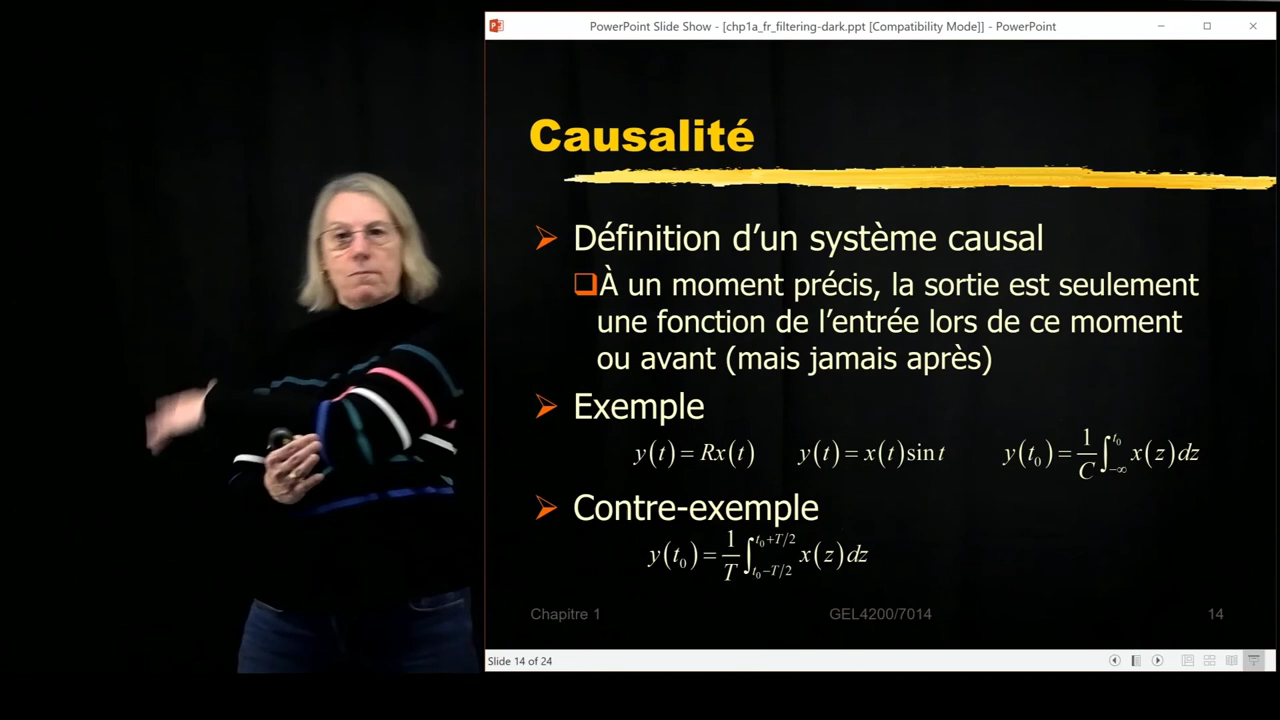 PowerPoint Slide Show - [chp1a_fr_filtering-dark.ppt [Compatibility Mode]] - PowerPoint
Causalité
Définition d’un système causal
À un moment précis, la sortie est seulement
une fonction de l’entrée lors de ce moment
ou avant (mais jamais après)
Exemple
y(t) = Rx(t) y(t) = x(t)sin t y(t₀) = 1/C ∫_{-∞}^{t₀} x(z)dz
Contre-exemple
y(t₀) = 1/T ∫_{t₀-T/2}^{t₀+T/2} x(z)dz
Chapitre 1 GEL4200/7014 14
Slide 14 of 24